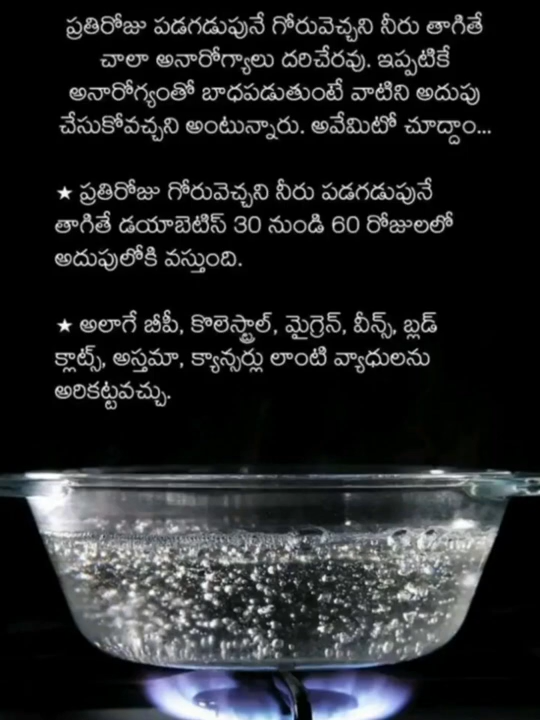 ప్రతిరోజు పడగడుపునే గోరువెచ్చని నీరు తాగితే
చాలా అనారోగ్యాలు దరిచేరవు. ఇప్పటికే
అనారోగ్యంతో బాధపడుతుంటే వాటిని అదుపు
చేసుకోవచ్చని అంటున్నారు. అవేమిటో చూద్దాం...
★ ప్రతిరోజు గోరువెచ్చని నీరు పడగడుపునే
తాగితే డయాబెటిస్ 30 నుండి 60 రోజులలో
అదుపులోకి వస్తుంది.
★ అలాగే బీపీ, కొలెస్ట్రాల్, మైగ్రెన్, వీన్స్, బ్లడ్
క్లాట్స్, అస్తమా, క్యాన్సర్లు లాంటి వ్యాధులను
అరికట్టవచ్చు.